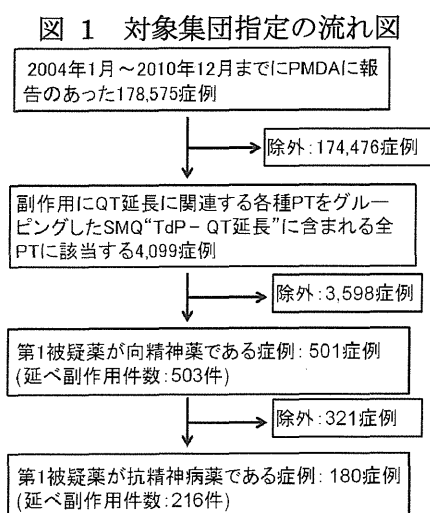 図 1 対象集団指定の流れ図
2004年1月～2010年12月までにPMDAに報
告のあった178,575症例
除外:174,476症例
副作用にQT延長に関連する各種PTをグルー
ピングしたSMQ“TdP－QT延長”に含まれる全
PTに該当する4,099症例
除外:3,598症例
第1被疑薬が向精神薬である症例:501症例
(延べ副作用件数:503件)
除外:321症例
第1被疑薬が抗精神病薬である症例:180症例
(延べ副作用件数:216件)